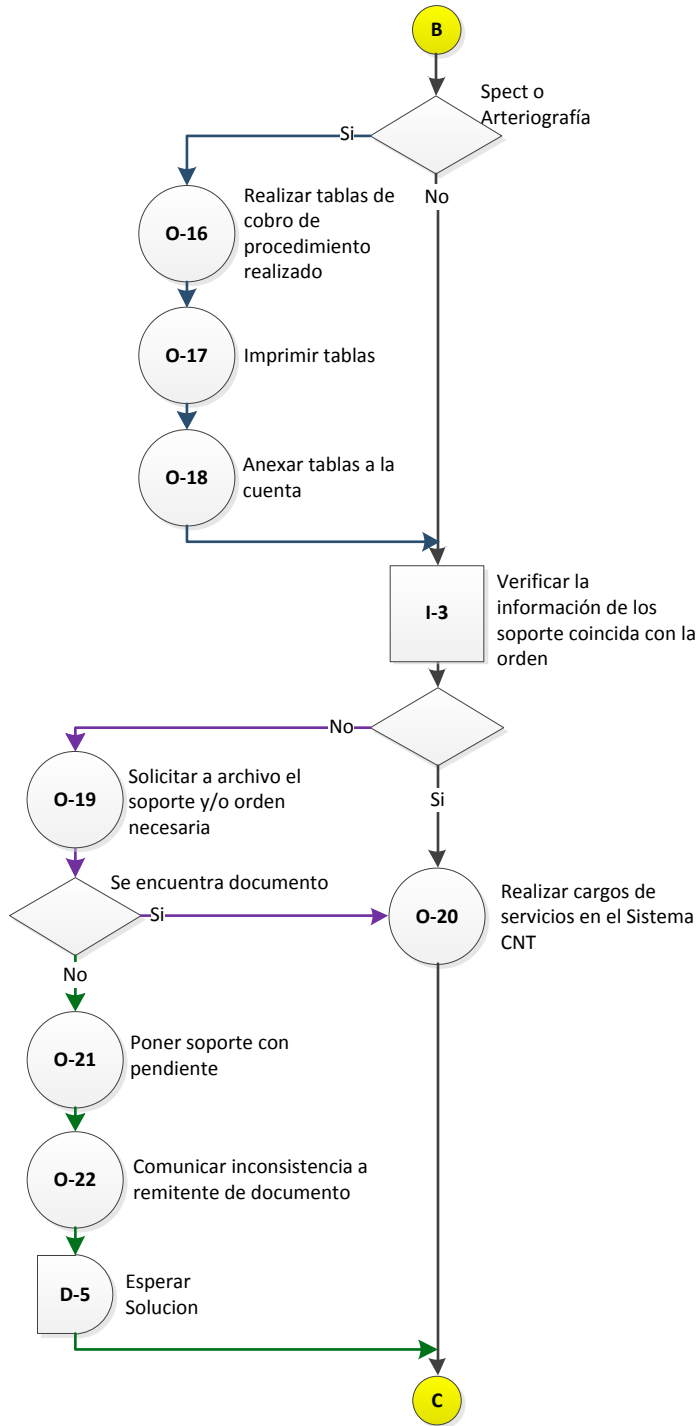 B
Spect o
Arteriografía
Si
No
O-16
Realizar tablas de
cobro de
procedimiento
realizado
O-17
Imprimir tablas
O-18
Anexar tablas a la
cuenta
I-3
Verificar la
información de los
soporte coincida con la
orden
No
Si
O-19
Solicitar a archivo el
soporte y/o orden
necesaria
Se encuentra documento
Si
No
O-20
Realizar cargos de
servicios en el Sistema
CNT
O-21
Poner soporte con
pendiente
O-22
Comunicar inconsistencia a
remitente de documento
D-5
Esperar
Solucion
C